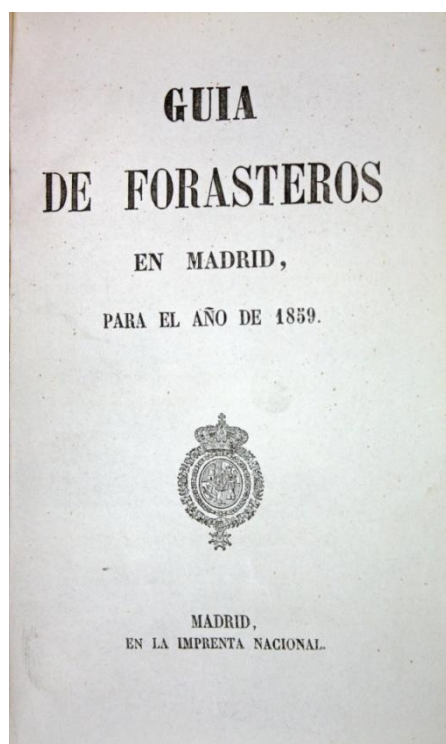 GUIA
DE FORASTEROS
EN MADRID,
PARA EL AÑO DE 1859.
MADRID,
EN LA IMPRENTA NACIONAL.